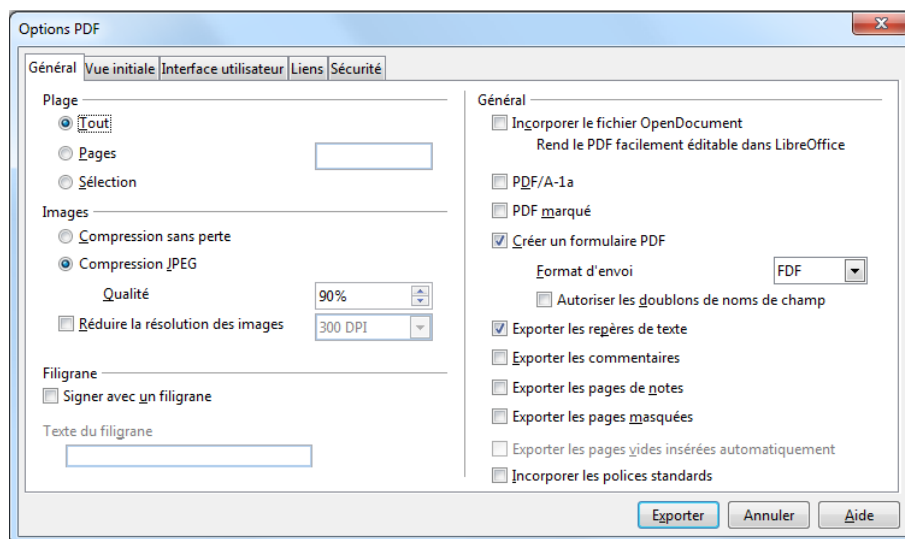 Options PDF
Général Vue initiale Interface utilisateur Liens Sécurité
Plage
Tout
Pages
Sélection
Images
Compression sans perte
Compression JPEG
Qualité 90%
Réduire la résolution des images 300 DPI
Filigrane
Signer avec un filigrane
Texte du filigrane
Général
Incorporer le fichier OpenDocument
Rend le PDF facilement éditable dans LibreOffice
PDF/A-1a
PDF marqué
Créer un formulaire PDF
Format d'envoi FDF
Autoriser les doublons de noms de champ
Exporter les repères de texte
Exporter les commentaires
Exporter les pages de notes
Exporter les pages masquées
Exporter les pages vides insérées automatiquement
Incorporer les polices standards
Exporter Annuler Aide